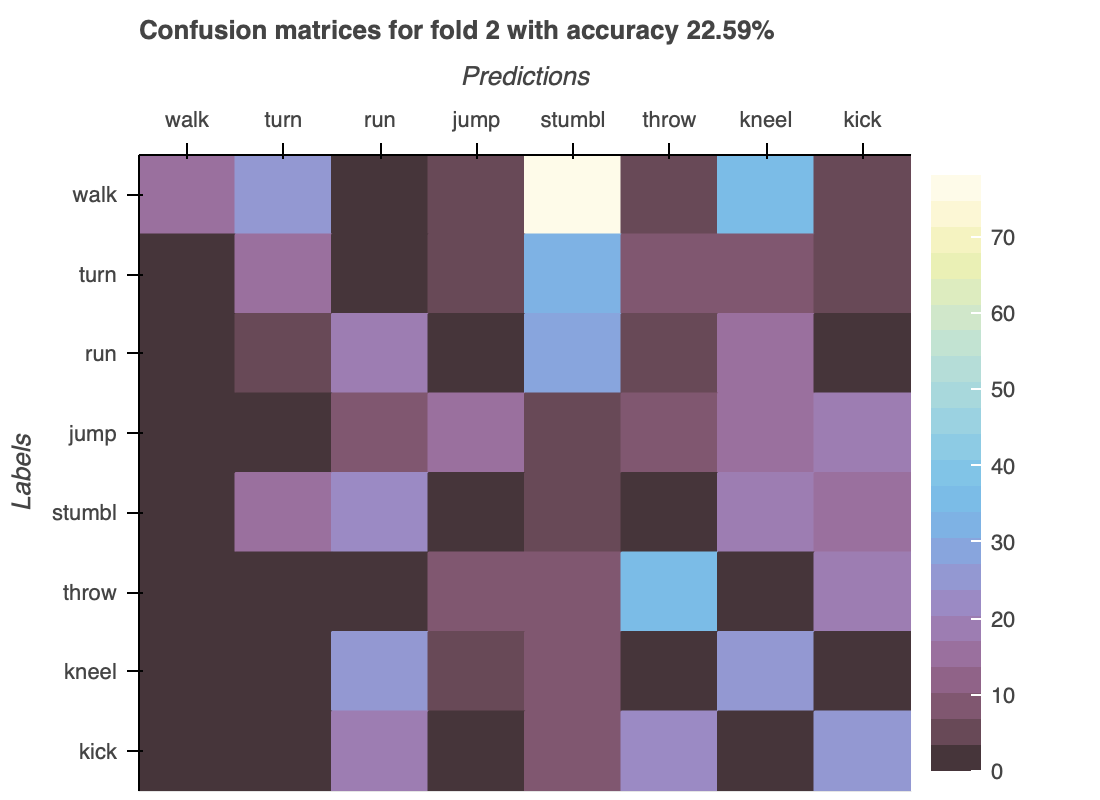 Confusion matrices for fold 2 with accuracy 22.59%
Predictions
walk turn run jump stumbl throw kneel kick
Labels
walk
turn
run
jump
stumbl
throw
kneel
kick
70
60
50
40
30
20
10
0